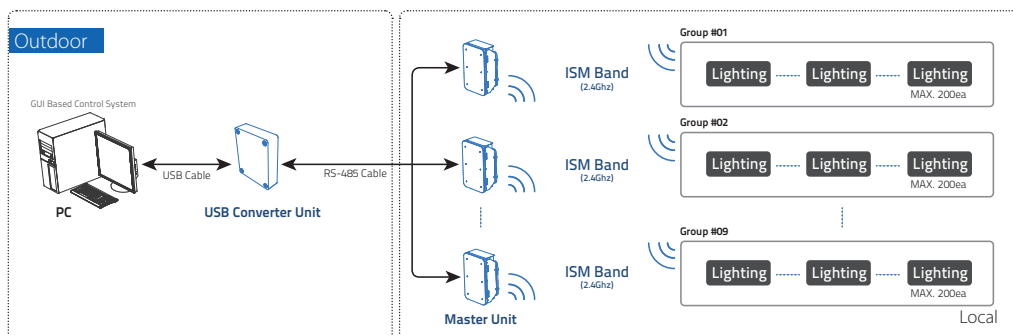 Outdoor
GUI Based Control System
PC
USB Cable
USB Converter Unit
RS-485 Cable
Master Unit
ISM Band
(2.4Ghz)
Group #01
Lighting Lighting Lighting
MAX. 200ea
ISM Band
(2.4Ghz)
Group #02
Lighting Lighting Lighting
MAX. 200ea
ISM Band
(2.4Ghz)
Group #09
Lighting Lighting Lighting
MAX. 200ea
Local